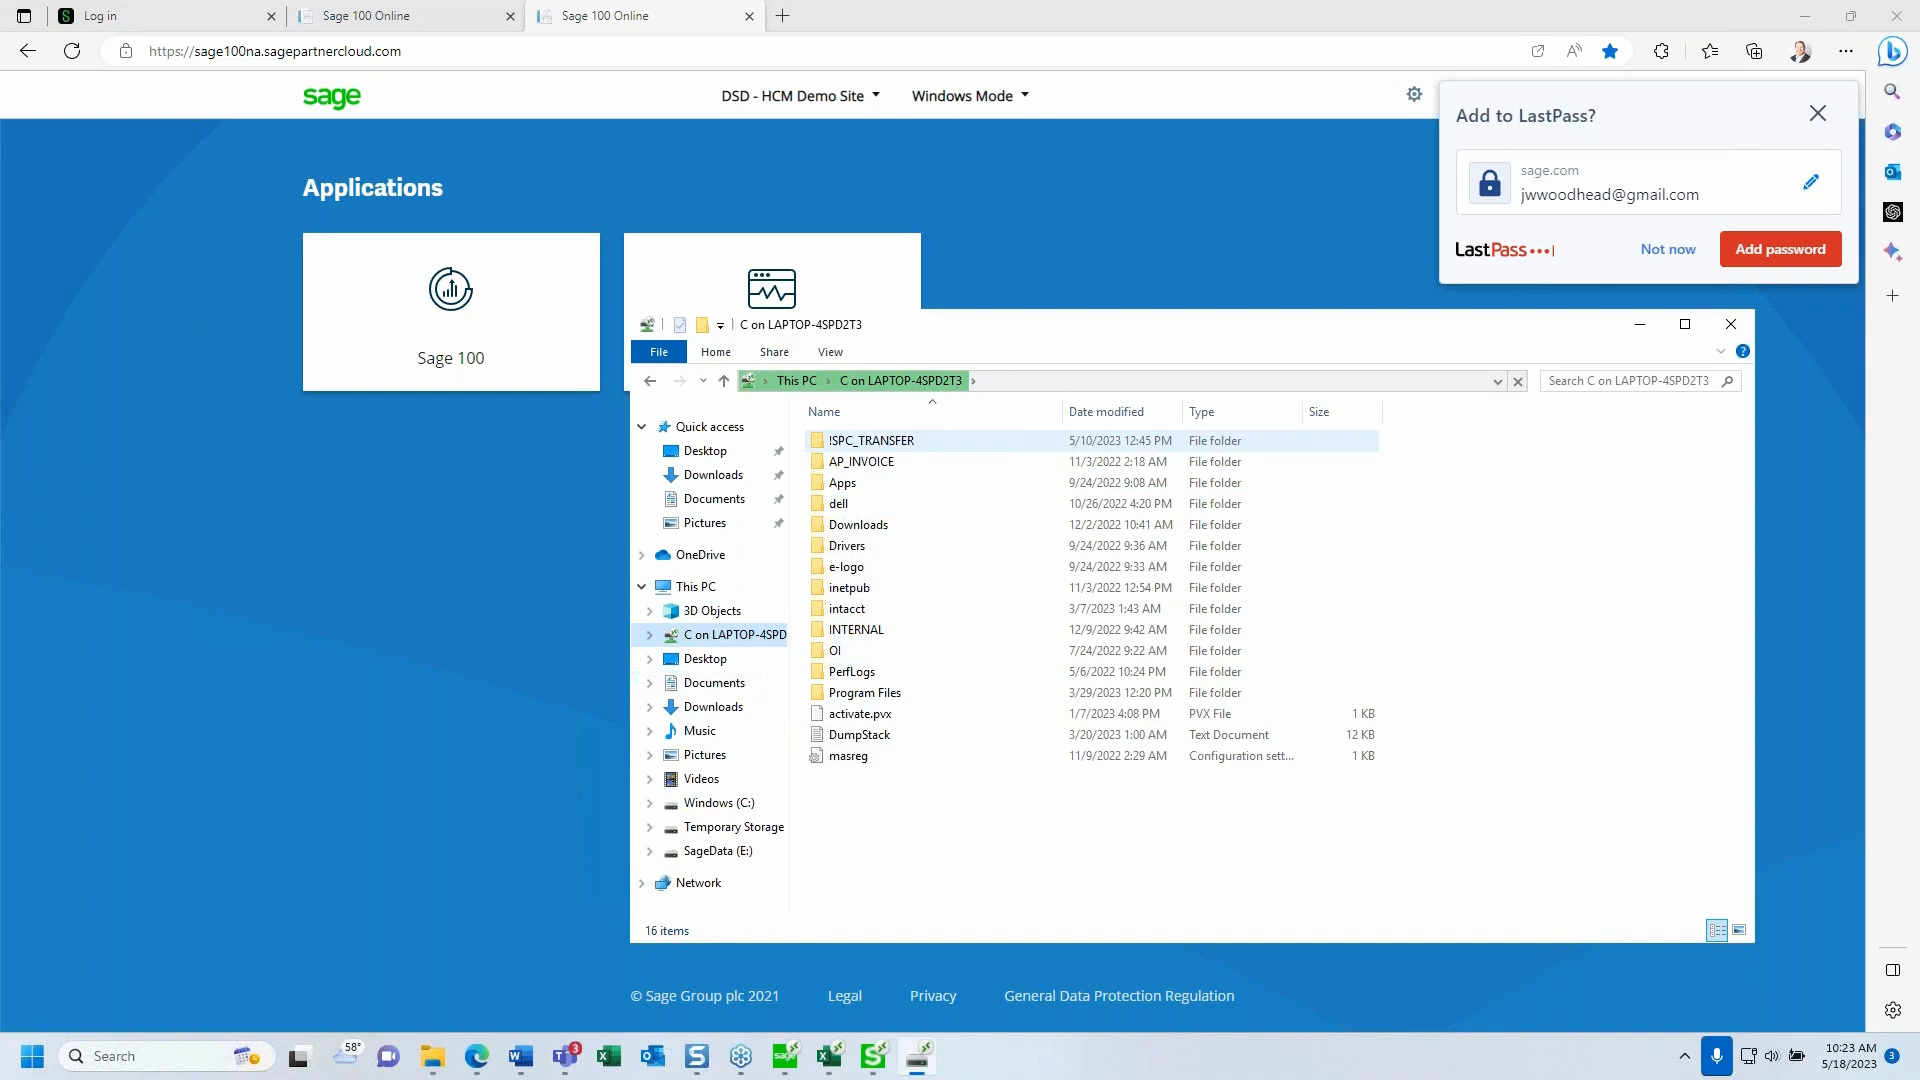 Log in
Sage 100 Online
Sage 100 Online
https://sage100na.sagepartnercloud.com
sage
DSD - HCM Demo Site
Windows Mode
Add to LastPass?
sage.com
jwwoodhead@gmail.com
LastPass
Not now
Add password
Applications
Sage 100
C on LAPTOP-4SPD2T3
File
Home
Share
View
This PC
C on LAPTOP-4SPD2T3
Search C on LAPTOP-4SPD2T3
Name Date modified Type Size
Quick access
Desktop
Downloads
Documents
Pictures
OneDrive
This PC
3D Objects
C on LAPTOP-4SPD
Desktop
Documents
Downloads
Music
Pictures
Videos
Windows (C:)
Temporary Storage
SageData (E:)
Network
!SPC_TRANSFER 5/10/2023 12:45 PM File folder
AP_INVOICE 11/3/2022 2:18 AM File folder
Apps 9/24/2022 9:08 AM File folder
dell 10/26/2022 4:20 PM File folder
Downloads 12/2/2022 10:41 AM File folder
Drivers 9/24/2022 9:36 AM File folder
e-logo 9/24/2022 9:33 AM File folder
inetpub 11/3/2022 12:54 PM File folder
intacct 3/7/2023 1:43 AM File folder
INTERNAL 12/9/2022 9:42 AM File folder
OI 7/24/2022 9:22 AM File folder
PerfLogs 5/6/2022 10:24 PM File folder
Program Files 3/29/2023 12:20 PM File folder
activate.pvx 1/7/2023 4:08 PM PVX File 1 KB
DumpStack 3/20/2023 1:00 AM Text Document 12 KB
masreg 11/9/2022 2:29 AM Configuration sett... 1 KB
16 items
© Sage Group plc 2021
Legal
Privacy
General Data Protection Regulation
Search
58°
3
10:23 AM
5/18/2023
3